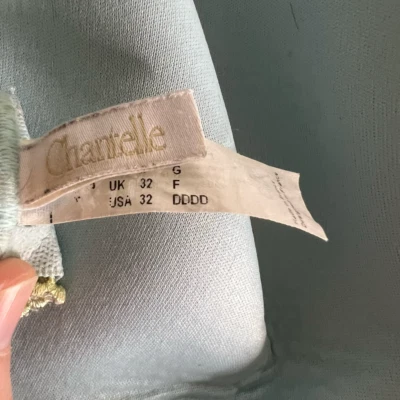 Chantelle
G
UK 32 F
USA 32 DDDD